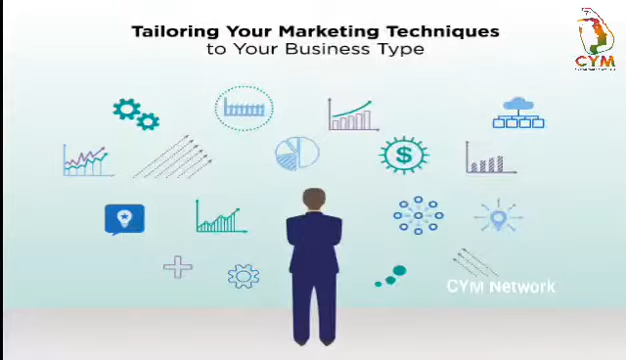 Tailoring Your Marketing Techniques
to Your Business Type
CYM
$
CYM Network